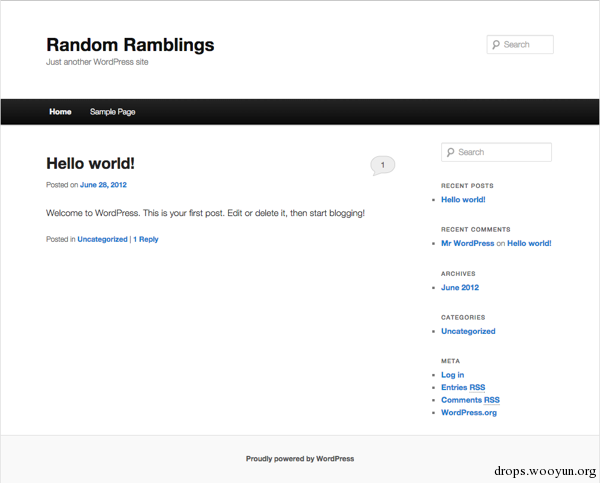 Random Ramblings
Just another WordPress site
Search
Home Sample Page
Hello world!
1
Posted on June 28, 2012
Welcome to WordPress. This is your first post. Edit or delete it, then start blogging!
Posted in Uncategorized | 1 Reply
Search
RECENT POSTS
Hello world!
RECENT COMMENTS
Mr WordPress on Hello world!
ARCHIVES
June 2012
CATEGORIES
Uncategorized
META
Log in
Entries RSS
Comments RSS
WordPress.org
Proudly powered by WordPress
drops.wooyun.org